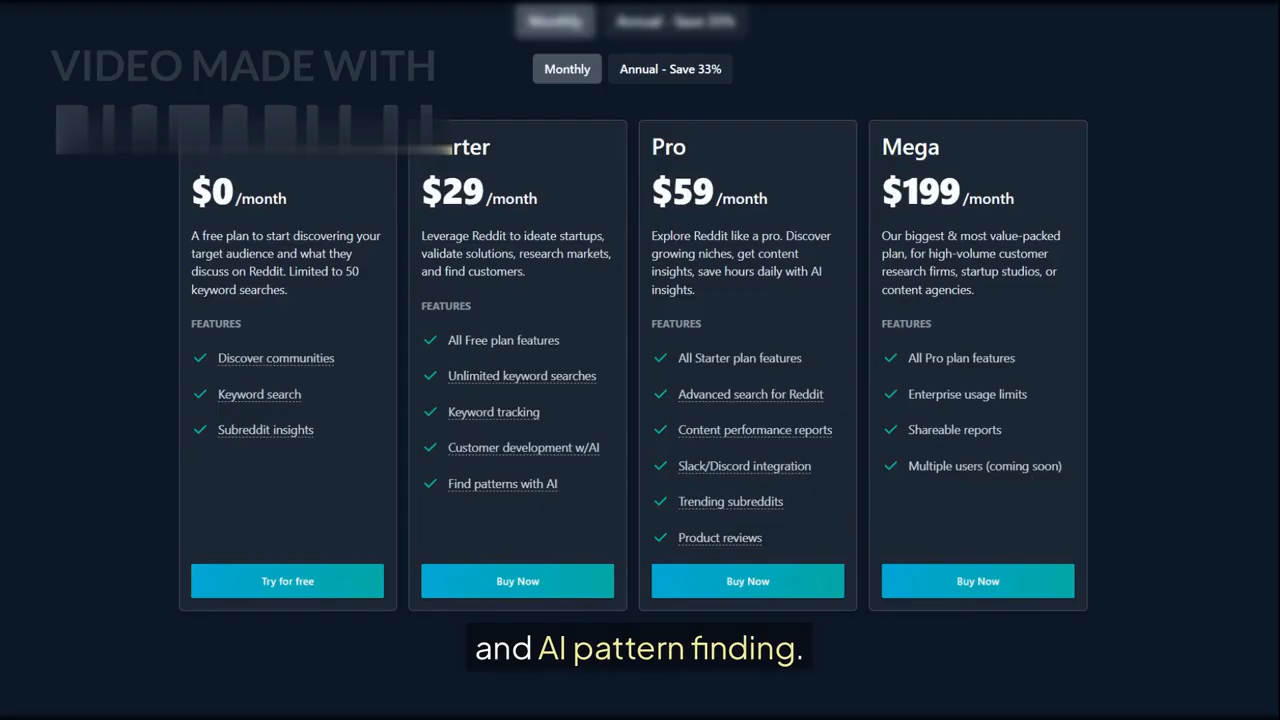 VIDEO MADE WITH
Monthly
Annual - Save 33%
$0/month
A free plan to start discovering your
target audience and what they
discuss on Reddit. Limited to 50
keyword searches.
FEATURES
Discover communities
Keyword search
Subreddit insights
Try for free
rter
$29/month
Leverage Reddit to ideate startups,
validate solutions, research markets,
and find customers.
FEATURES
All Free plan features
Unlimited keyword searches
Keyword tracking
Customer development w/AI
Find patterns with AI
Buy Now
Pro
$59/month
Explore Reddit like a pro. Discover
growing niches, get content
insights, save hours daily with AI
insights.
FEATURES
All Starter plan features
Advanced search for Reddit
Content performance reports
Slack/Discord integration
Trending subreddits
Product reviews
Buy Now
Mega
$199/month
Our biggest & most value-packed
plan, for high-volume customer
research firms, startup studios, or
content agencies.
FEATURES
All Pro plan features
Enterprise usage limits
Shareable reports
Multiple users (coming soon)
Buy Now
and AI pattern finding.